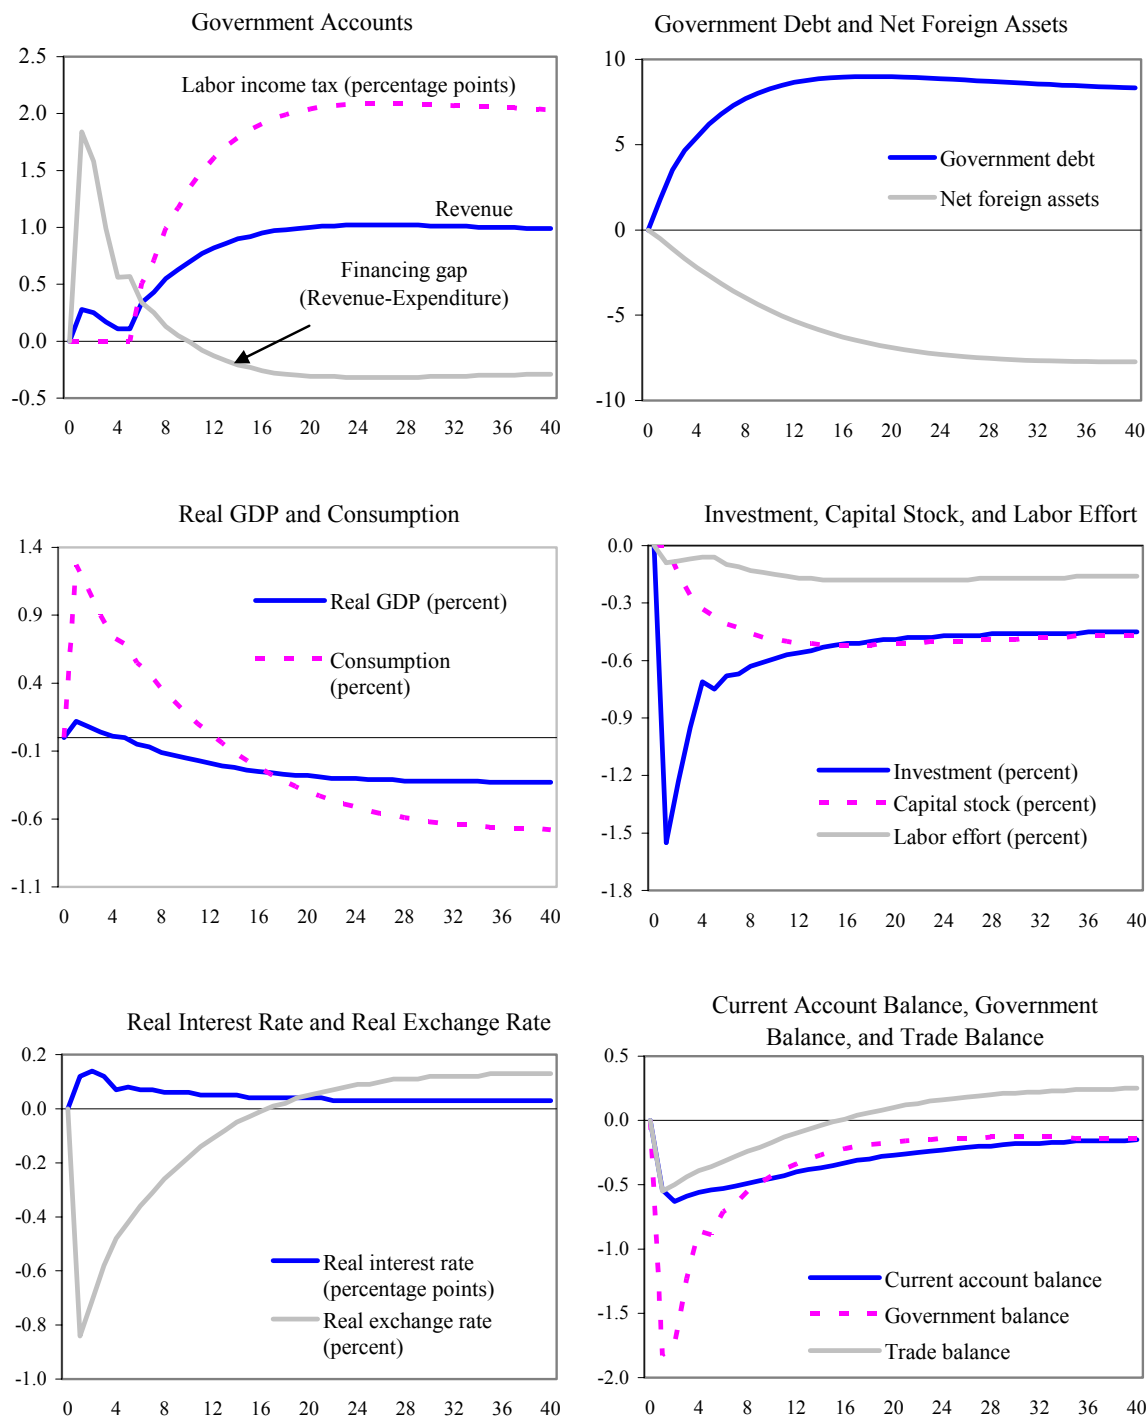 Government Accounts
2.5
2.0
1.5
1.0
0.5
0.0
-0.5
Labor income tax (percentage points)
Revenue
Financing gap
(Revenue-Expenditure)
0 4 8 12 16 20 24 28 32 36 40
Government Debt and Net Foreign Assets
10
5
0
-5
-10
Government debt
Net foreign assets
0 4 8 12 16 20 24 28 32 36 40
Real GDP and Consumption
1.4
0.9
0.4
-0.1
-0.6
-1.1
Real GDP (percent)
Consumption
(percent)
0 4 8 12 16 20 24 28 32 36 40
Investment, Capital Stock, and Labor Effort
0.0
-0.3
-0.6
-0.9
-1.2
-1.5
-1.8
Investment (percent)
Capital stock (percent)
Labor effort (percent)
0 4 8 12 16 20 24 28 32 36 40
Real Interest Rate and Real Exchange Rate
0.2
0.0
-0.2
-0.4
-0.6
-0.8
-1.0
Real interest rate
(percentage points)
Real exchange rate
(percent)
0 4 8 12 16 20 24 28 32 36 40
Current Account Balance, Government
Balance, and Trade Balance
0.5
0.0
-0.5
-1.0
-1.5
-2.0
Current account balance
Government balance
Trade balance
0 4 8 12 16 20 24 28 32 36 40